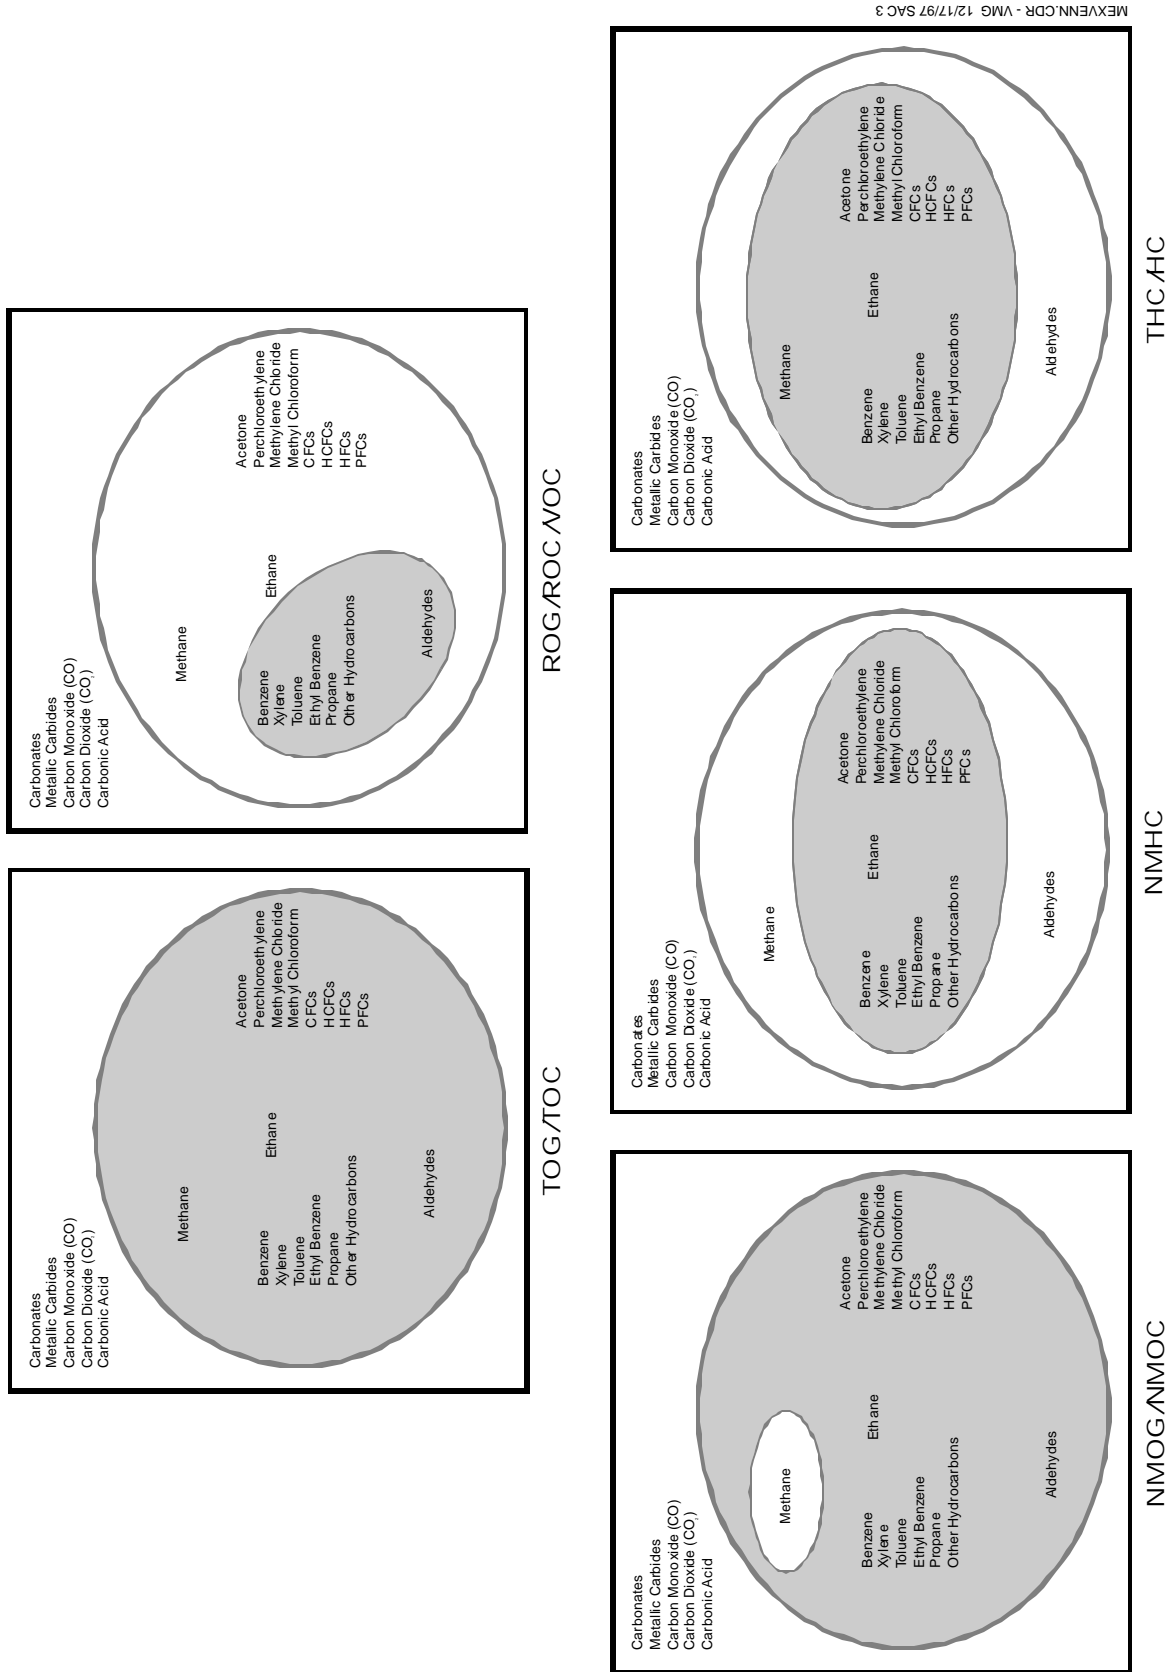 Carbonates
Metallic Carbides
Carbon Monoxide (CO)
Carbon Dioxide (CO₂)
Carbonic Acid
Methane
Ethane
Benzene
Xylene
Toluene
Ethyl Benzene
Propane
Other Hydrocarbons
Acetone
Perchloroethylene
Methylene Chloride
Methyl Chloroform
CFCs
HCFCs
HFCs
PFCs
Aldehydes
TOG/TOC
Carbonates
Metallic Carbides
Carbon Monoxide (CO)
Carbon Dioxide (CO₂)
Carbonic Acid
Methane
Ethane
Benzene
Xylene
Toluene
Ethyl Benzene
Propane
Other Hydrocarbons
Acetone
Perchloroethylene
Methylene Chloride
Methyl Chloroform
CFCs
HCFCs
HFCs
PFCs
Aldehydes
ROG/ROC/VOC
Carbonates
Metallic Carbides
Carbon Monoxide (CO)
Carbon Dioxide (CO₂)
Carbonic Acid
Methane
Ethane
Benzene
Xylene
Toluene
Ethyl Benzene
Propane
Other Hydrocarbons
Acetone
Perchloroethylene
Methylene Chloride
Methyl Chloroform
CFCs
HCFCs
HFCs
PFCs
Aldehydes
NMOG/NMOC
Carbonates
Metallic Carbides
Carbon Monoxide (CO)
Carbon Dioxide (CO₂)
Carbonic Acid
Methane
Ethane
Benzene
Xylene
Toluene
Ethyl Benzene
Propane
Other Hydrocarbons
Acetone
Perchloroethylene
Methylene Chloride
Methyl Chloroform
CFCs
HCFCs
HFCs
PFCs
Aldehydes
NMHC
Carbonates
Metallic Carbides
Carbon Monoxide (CO)
Carbon Dioxide (CO₂)
Carbonic Acid
Methane
Ethane
Benzene
Xylene
Toluene
Ethyl Benzene
Propane
Other Hydrocarbons
Acetone
Perchloroethylene
Methylene Chloride
Methyl Chloroform
CFCs
HCFCs
HFCs
PFCs
Aldehydes
THC/HC
MEXVENN.CDR - VMG 12/17/97 SAC 3